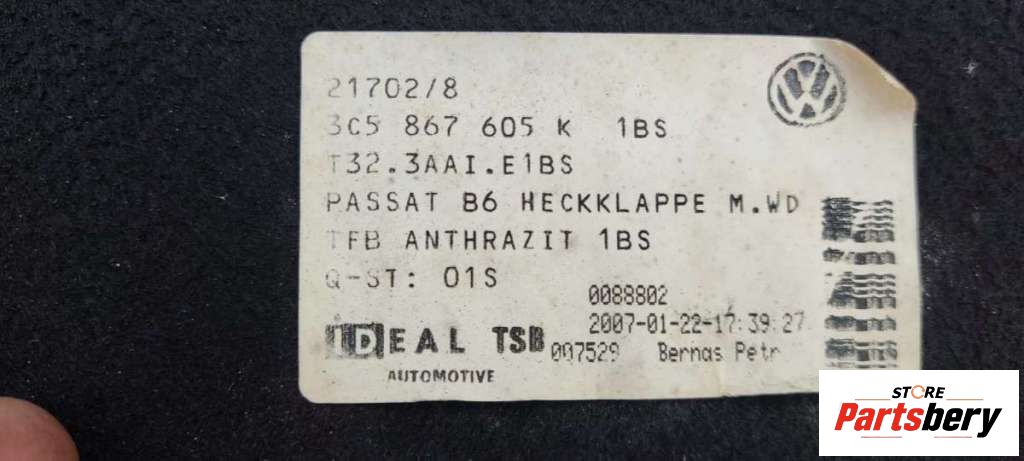 21702/8
3C5 867 605 K 1BS
T32.3AAI.E1BS
PASSAT B6 HECKKLAPPE M.WD
TFB ANTHRAZIT 1BS
Q-ST: 01S
0088802
2007-01-22-17:39:27
IDEAL TSB
007529 Bernas Petr
AUTOMOTIVE
STORE
Partsbery